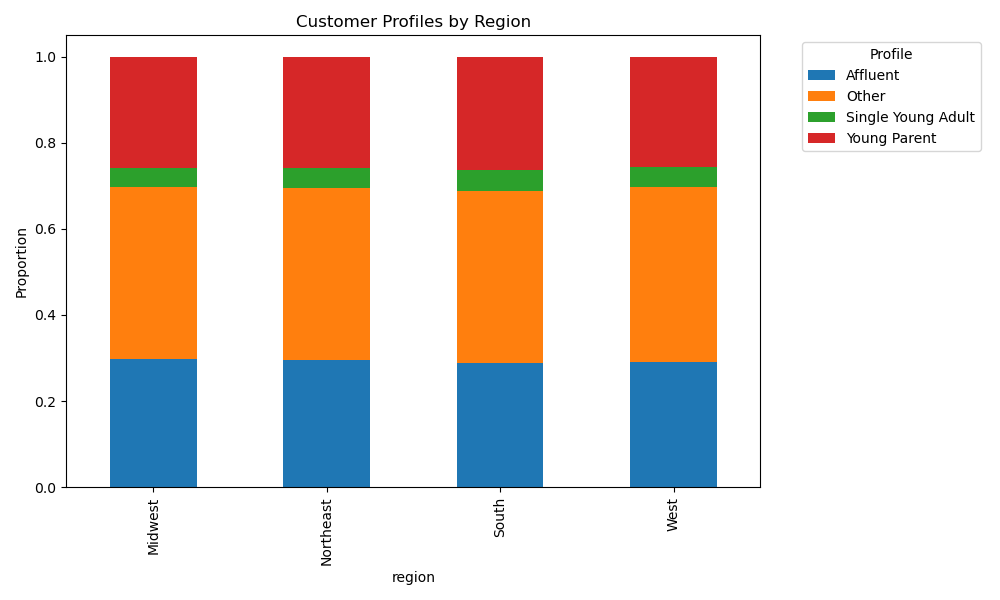 Customer Profiles by Region
Profile
Affluent
Other
Single Young Adult
Young Parent
Proportion
1.0
0.8
0.6
0.4
0.2
0.0
Midwest
Northeast
South
West
region